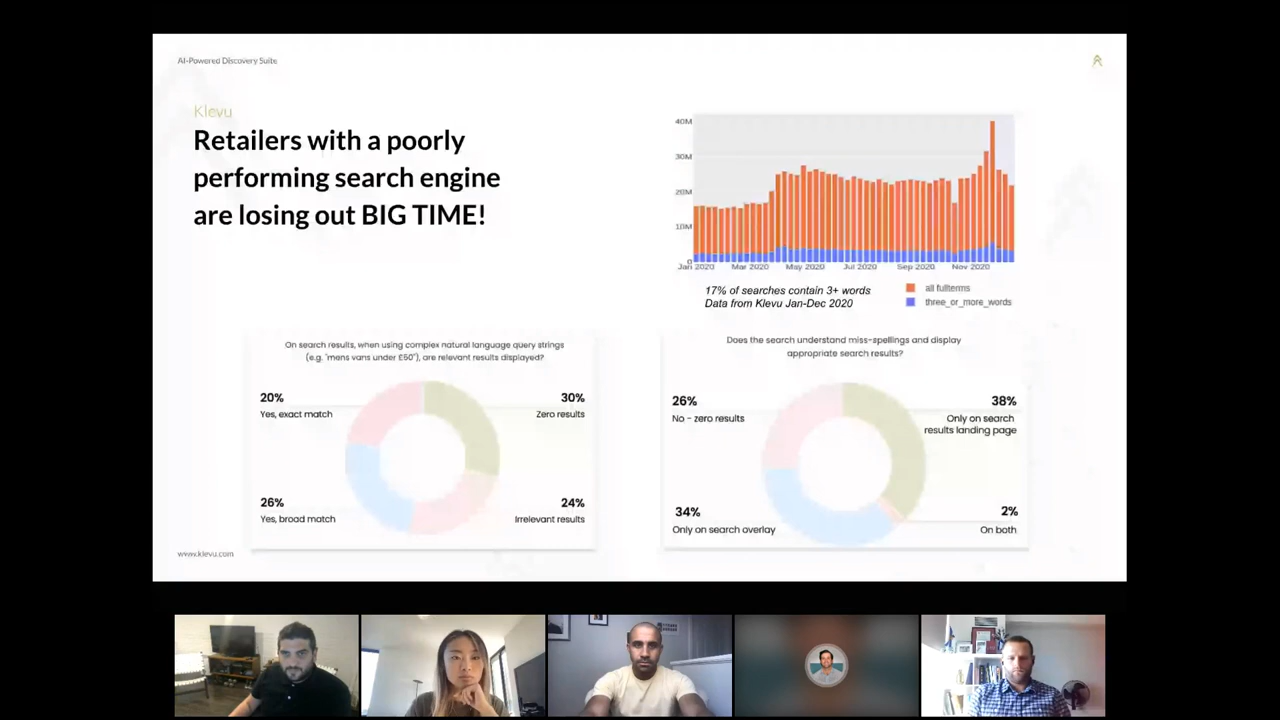 AI-Powered Discovery Suite
Klevu
Retailers with a poorly
performing search engine
are losing out BIG TIME!
40M
30M
20M
10M
0
Jan 2020 Mar 2020 May 2020 Jul 2020 Sep 2020 Nov 2020
17% of searches contain 3+ words
Data from Klevu Jan-Dec 2020
all fullterms
three_or_more_words
On search results, when using complex natural language query strings
(e.g. "mens vans under £60"), are relevant results displayed?
20%
Yes, exact match
30%
Zero results
26%
Yes, broad match
24%
Irrelevant results
Does the search understand miss-spellings and display
appropriate search results?
26%
No - zero results
38%
Only on search
results landing page
34%
Only on search overlay
2%
On both
www.klevu.com